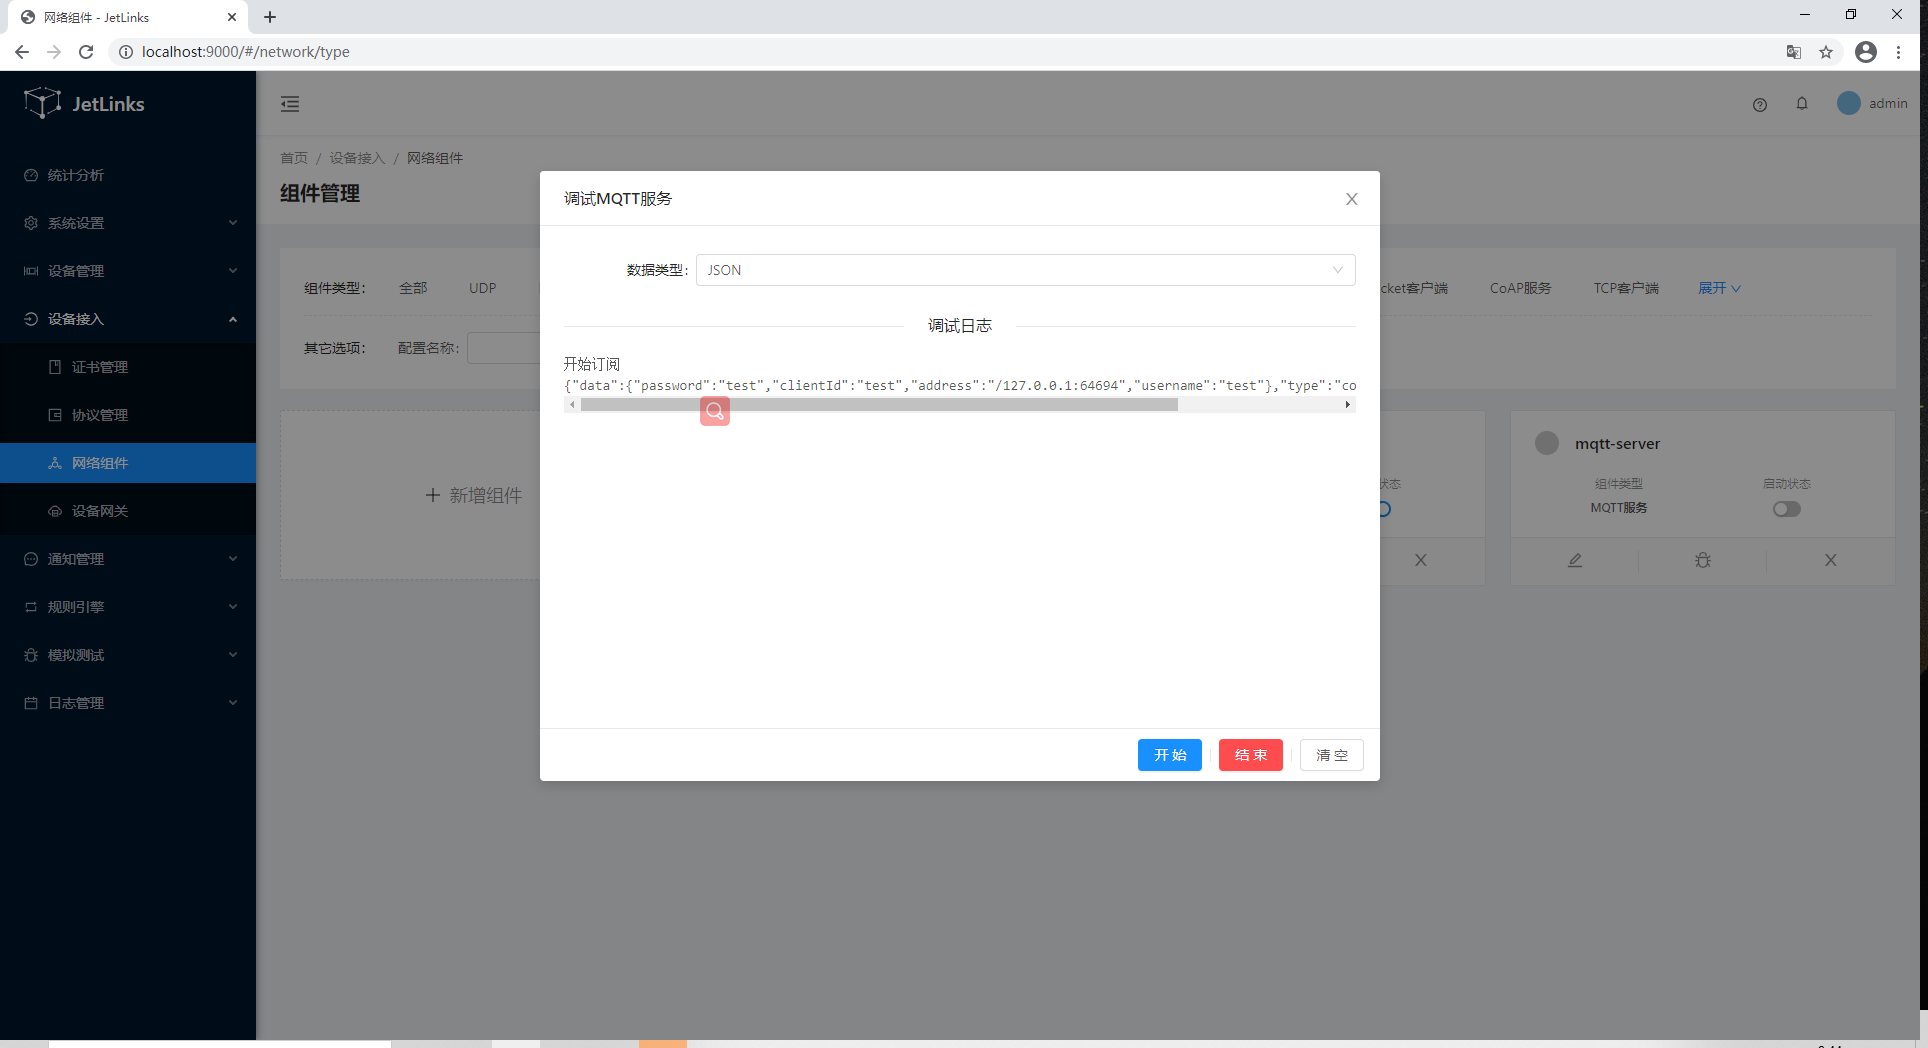 网络组件 - JetLinks
localhost:9000/#/network/type
JetLinks
admin
统计分析
系统设置
设备管理
设备接入
证书管理
协议管理
网络组件
设备网关
通知管理
规则引擎
模拟测试
日志管理
首页 / 设备接入 / 网络组件
组件管理
组件类型： 全部 UDP cket客户端 CoAP服务 TCP客户端 展开
其它选项： 配置名称：
新增组件
状态
mqtt-server
组件类型 启动状态
MQTT服务
调试MQTT服务
数据类型： JSON
调试日志
开始订阅
{"data":{"password":"test","clientId":"test","address":"/127.0.0.1:64694","username":"test"},"type":"co
开 始 结 束 清 空